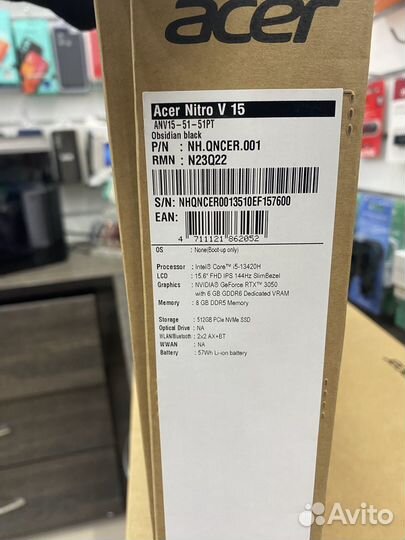 acer
Acer Nitro V 15
ANV15-51-51PT
Obsidian black
P/N : NH.QNCER.001
RMN : N23Q22
S/N: NHQNCER0013510EF157600
EAN:
4 711121 862052
OS : None(Boot-up only)
Processor : Intel® Core™ i5-13420H
LCD : 15.6" FHD IPS 144Hz SlimBezel
Graphics : NVIDIA® GeForce RTX™ 3050
with 6 GB GDDR6 Dedicated VRAM
Memory : 8 GB DDR5 Memory
Storage : 512GB PCIe NVMe SSD
Optical Drive : NA
WLAN/Bluetooth : 2x2 AX+BT
WWAN : NA
Battery : 57Wh Li-ion battery
Avito